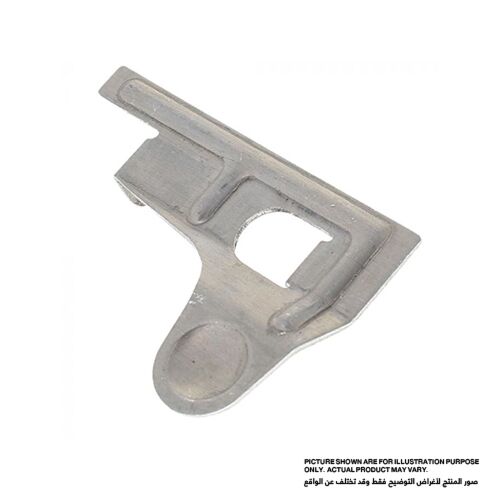 PICTURE SHOWN ARE FOR ILLUSTRATION PURPOSE
ONLY. ACTUAL PRODUCT MAY VARY.
صور المنتج لأغراض التوضيح فقط وقد تختلف عن الواقع